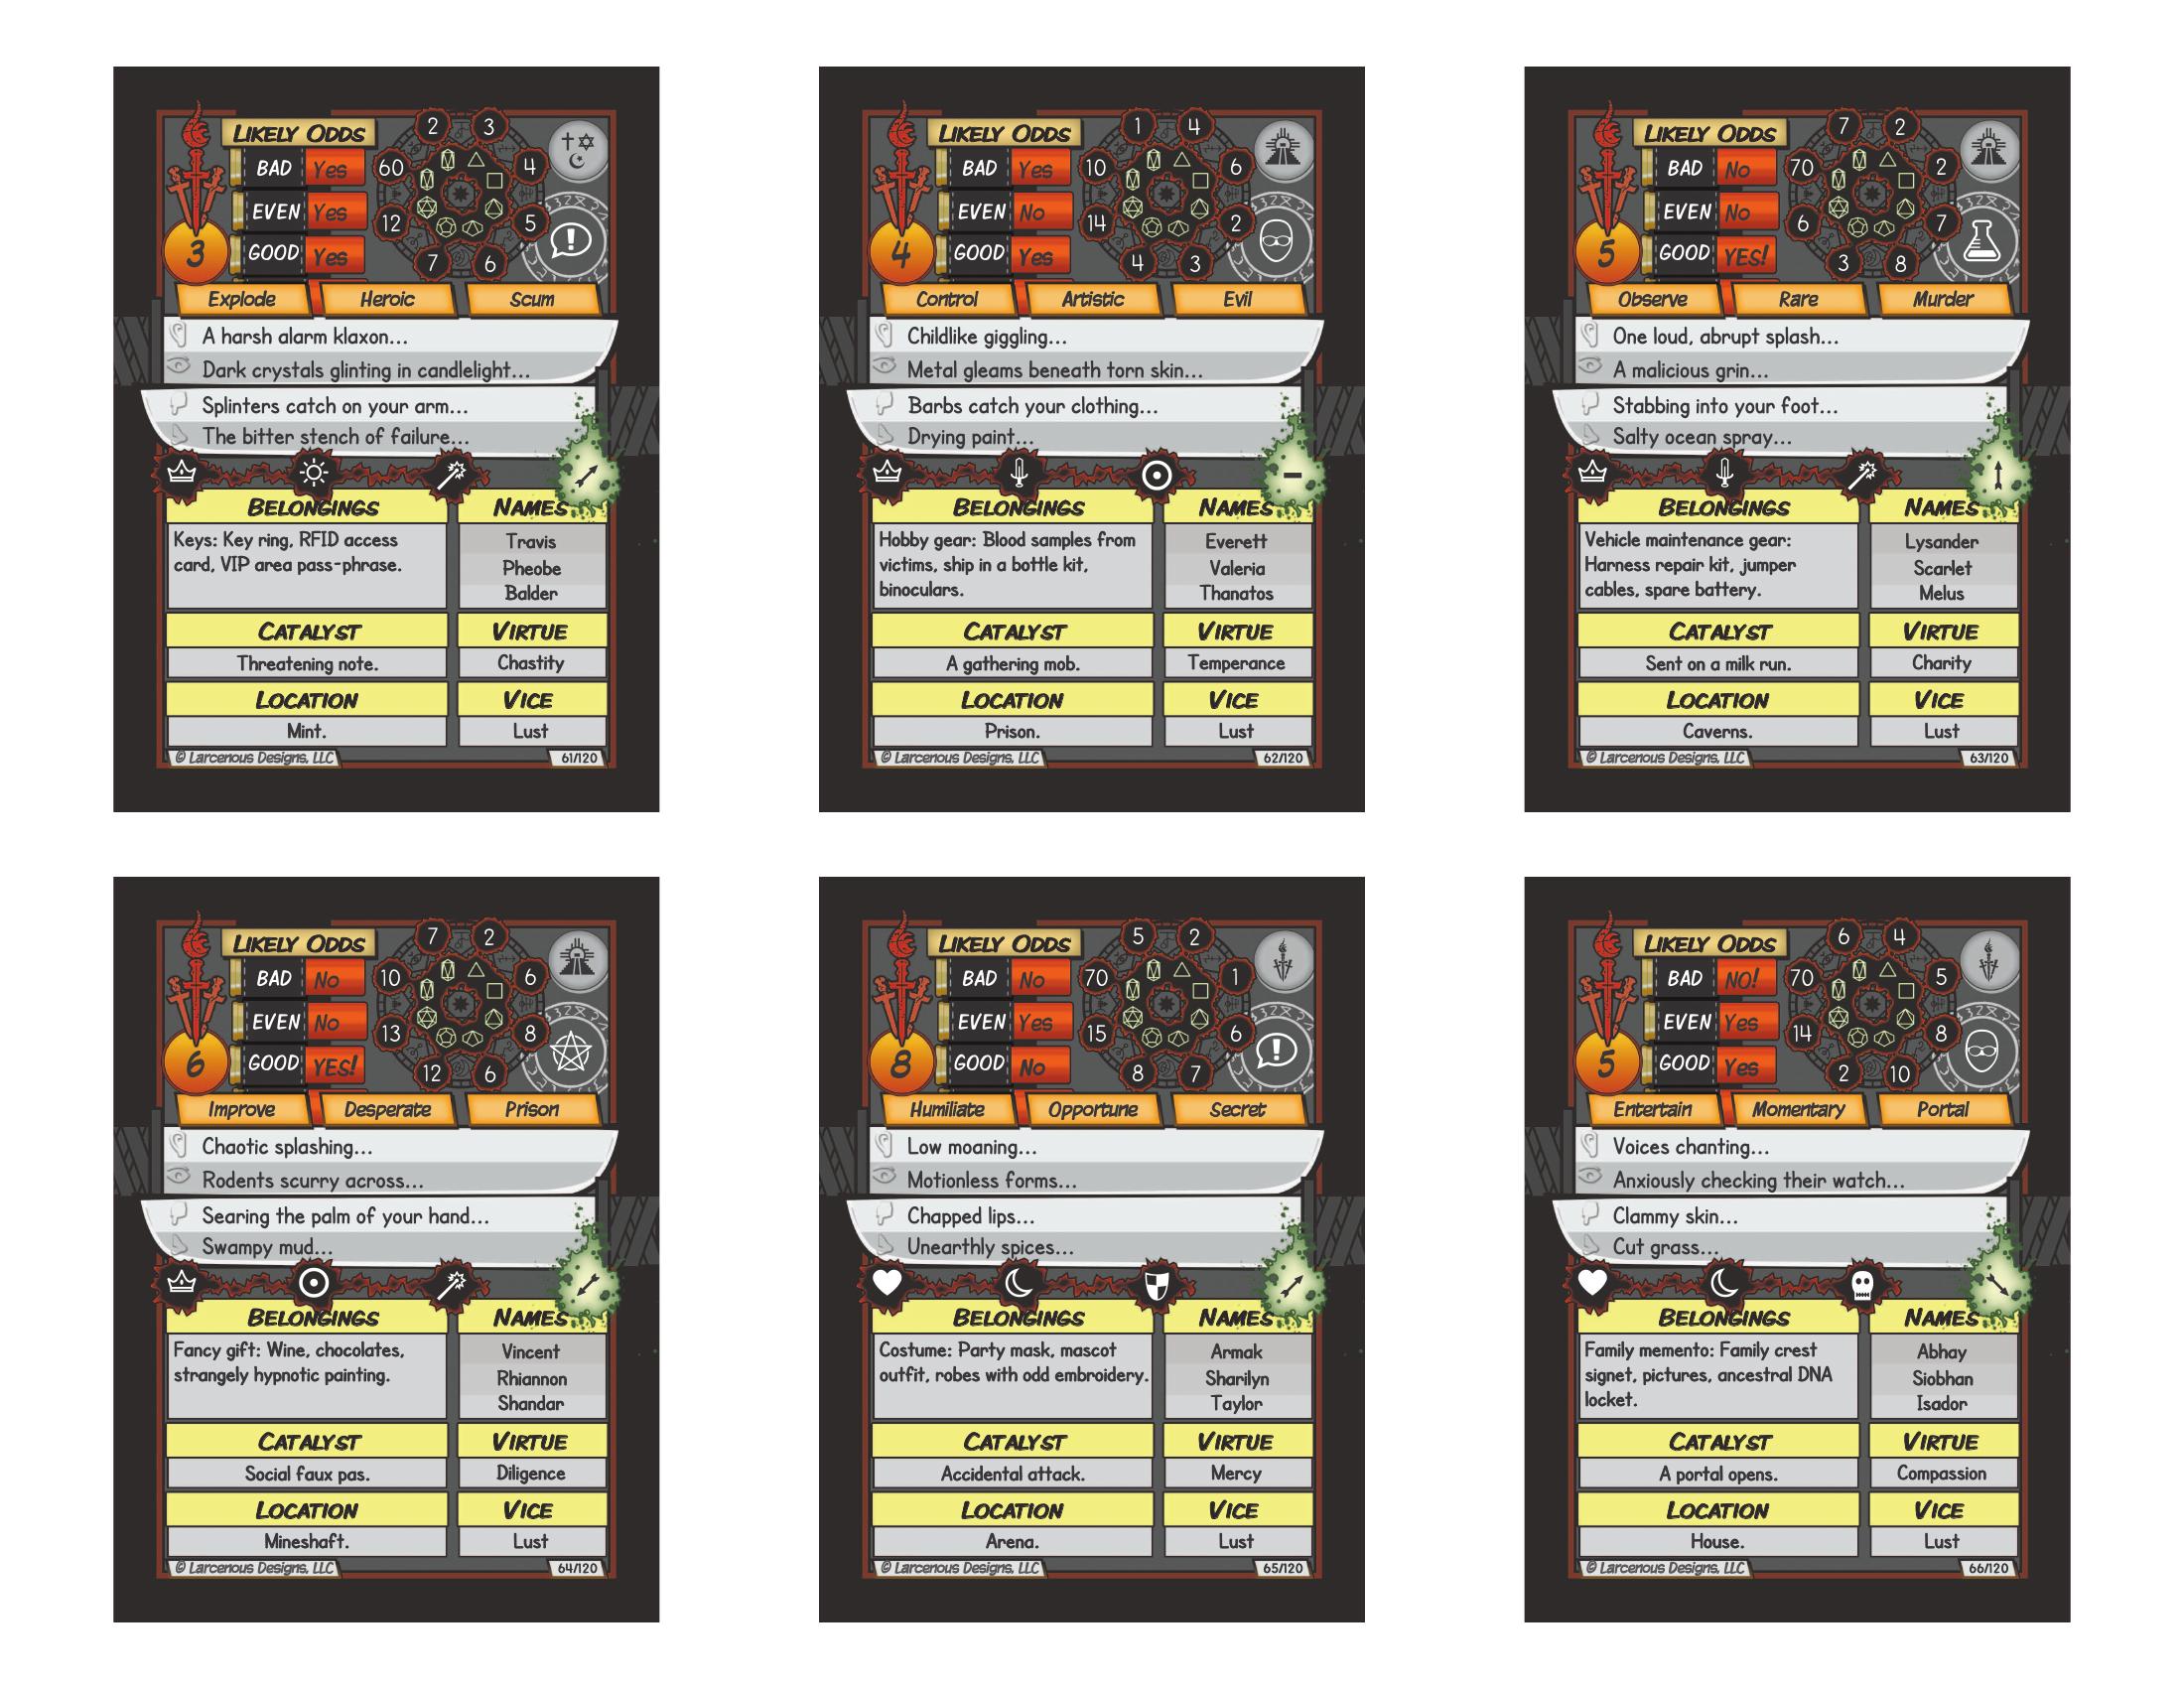 LIKELY ODDS
BAD Yes
EVEN Yes
GOOD Yes
3
2 3
60 4
12 5
7 6
Explode Heroic Scum
A harsh alarm klaxon...
Dark crystals glinting in candlelight...
Splinters catch on your arm...
The bitter stench of failure...
BELONGINGS
Keys: Key ring, RFID access
card, VIP area pass-phrase.
NAMES
Travis
Pheobe
Balder
CATALYST
Threatening note.
VIRTUE
Chastity
LOCATION
Mint.
VICE
Lust
© Larcenous Designs, LLC
61/120
LIKELY ODDS
BAD Yes
EVEN No
GOOD Yes
4
1 4
10 6
14 2
4 3
Control Artistic Evil
Childlike giggling...
Metal gleams beneath torn skin...
Barbs catch your clothing...
Drying paint...
BELONGINGS
Hobby gear: Blood samples from
victims, ship in a bottle kit,
binoculars.
NAMES
Everett
Valeria
Thanatos
CATALYST
A gathering mob.
VIRTUE
Temperance
LOCATION
Prison.
VICE
Lust
© Larcenous Designs, LLC
62/120
LIKELY ODDS
BAD No
EVEN No
GOOD YES!
5
7 2
70 2
6 7
3 8
Observe Rare Murder
One loud, abrupt splash...
A malicious grin...
Stabbing into your foot...
Salty ocean spray...
BELONGINGS
Vehicle maintenance gear:
Harness repair kit, jumper
cables, spare battery.
NAMES
Lysander
Scarlet
Melus
CATALYST
Sent on a milk run.
VIRTUE
Charity
LOCATION
Caverns.
VICE
Lust
© Larcenous Designs, LLC
63/120
LIKELY ODDS
BAD No
EVEN No
GOOD YES!
6
7 2
10 6
13 8
12 6
Improve Desperate Prison
Chaotic splashing...
Rodents scurry across...
Searing the palm of your hand...
Swampy mud...
BELONGINGS
Fancy gift: Wine, chocolates,
strangely hypnotic painting.
NAMES
Vincent
Rhiannon
Shandar
CATALYST
Social faux pas.
VIRTUE
Diligence
LOCATION
Mineshaft.
VICE
Lust
© Larcenous Designs, LLC
64/120
LIKELY ODDS
BAD No
EVEN Yes
GOOD No
8
5 2
70 1
15 6
8 7
Humiliate Opportune Secret
Low moaning...
Motionless forms...
Chapped lips...
Unearthly spices...
BELONGINGS
Costume: Party mask, mascot
outfit, robes with odd embroidery.
NAMES
Armak
Sharilyn
Taylor
CATALYST
Accidental attack.
VIRTUE
Mercy
LOCATION
Arena.
VICE
Lust
© Larcenous Designs, LLC
65/120
LIKELY ODDS
BAD NO!
EVEN Yes
GOOD Yes
5
6 4
70 5
14 8
2 10
Entertain Momentary Portal
Voices chanting...
Anxiously checking their watch...
Clammy skin...
Cut grass...
BELONGINGS
Family memento: Family crest
signet, pictures, ancestral DNA
locket.
NAMES
Abhay
Siobhan
Isador
CATALYST
A portal opens.
VIRTUE
Compassion
LOCATION
House.
VICE
Lust
© Larcenous Designs, LLC
66/120